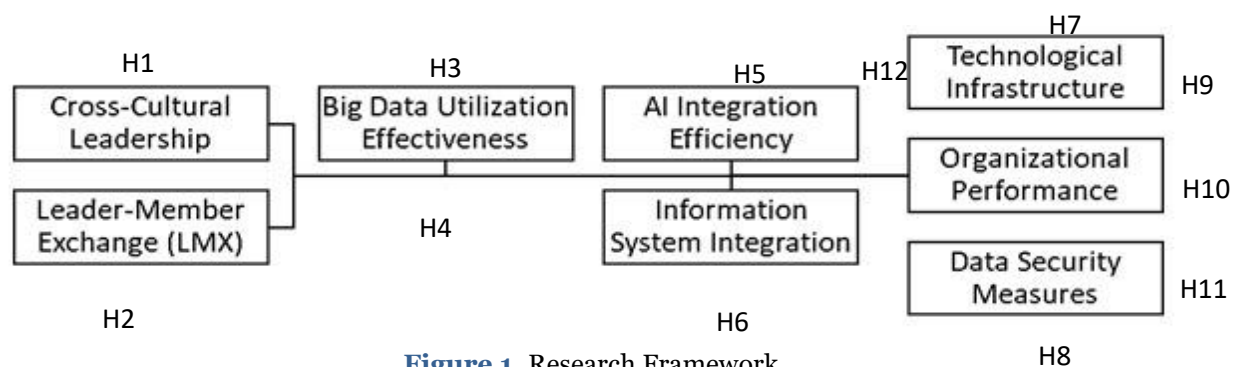 H7
H1
H3
H5
H12
Technological
Infrastructure
H9
Cross-Cultural
Leadership
Big Data Utilization
Effectiveness
AI Integration
Efficiency
Organizational
Performance
H10
Leader-Member
Exchange (LMX)
H4
Information
System Integration
Data Security
Measures
H11
H2
H6
H8
Figure 1. Research Framework